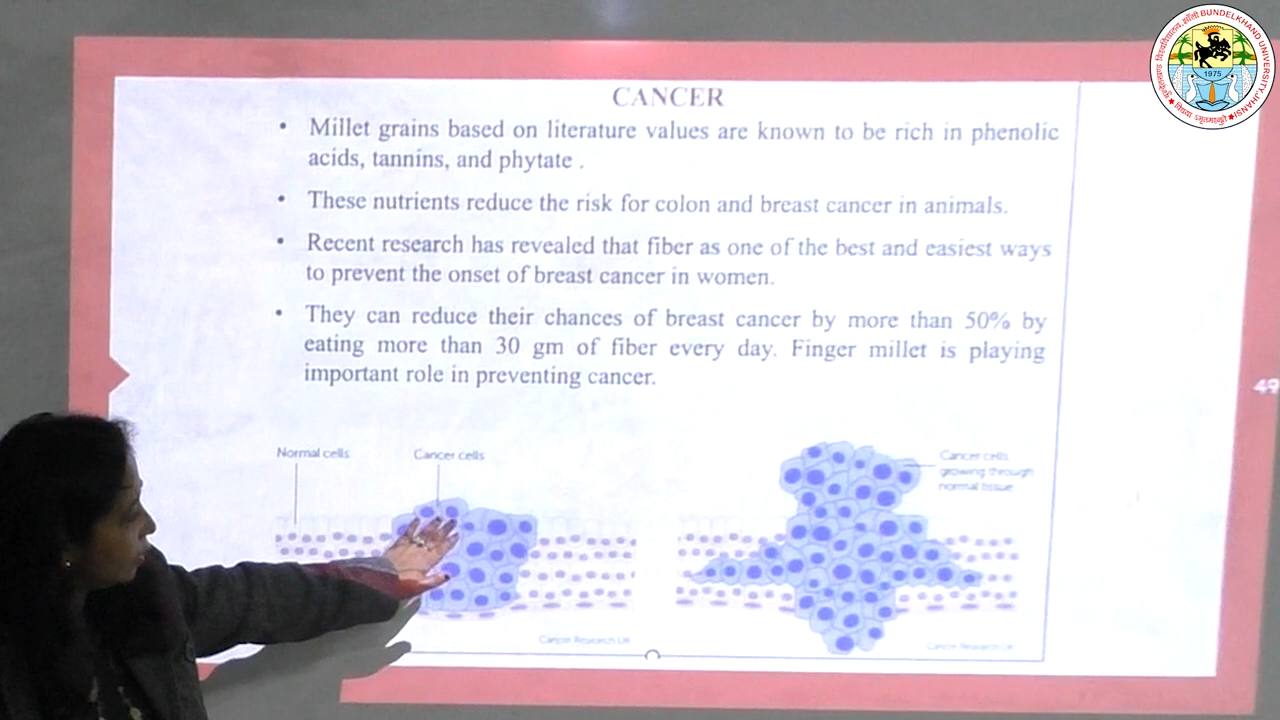 CANCER
• Millet grains based on literature values are known to be rich in phenolic
acids, tannins, and phytate .
• These nutrients reduce the risk for colon and breast cancer in animals.
• Recent research has revealed that fiber as one of the best and easiest ways
to prevent the onset of breast cancer in women.
• They can reduce their chances of breast cancer by more than 50% by
eating more than 30 gm of fiber every day. Finger millet is playing
important role in preventing cancer.
49
Normal cells
Cancer cells
Cancer cells
growing through
normal tissue
Cancer Research UK
Cancer Research UK
BUNDELKHAND UNIVERSITY, JHANSI
1975